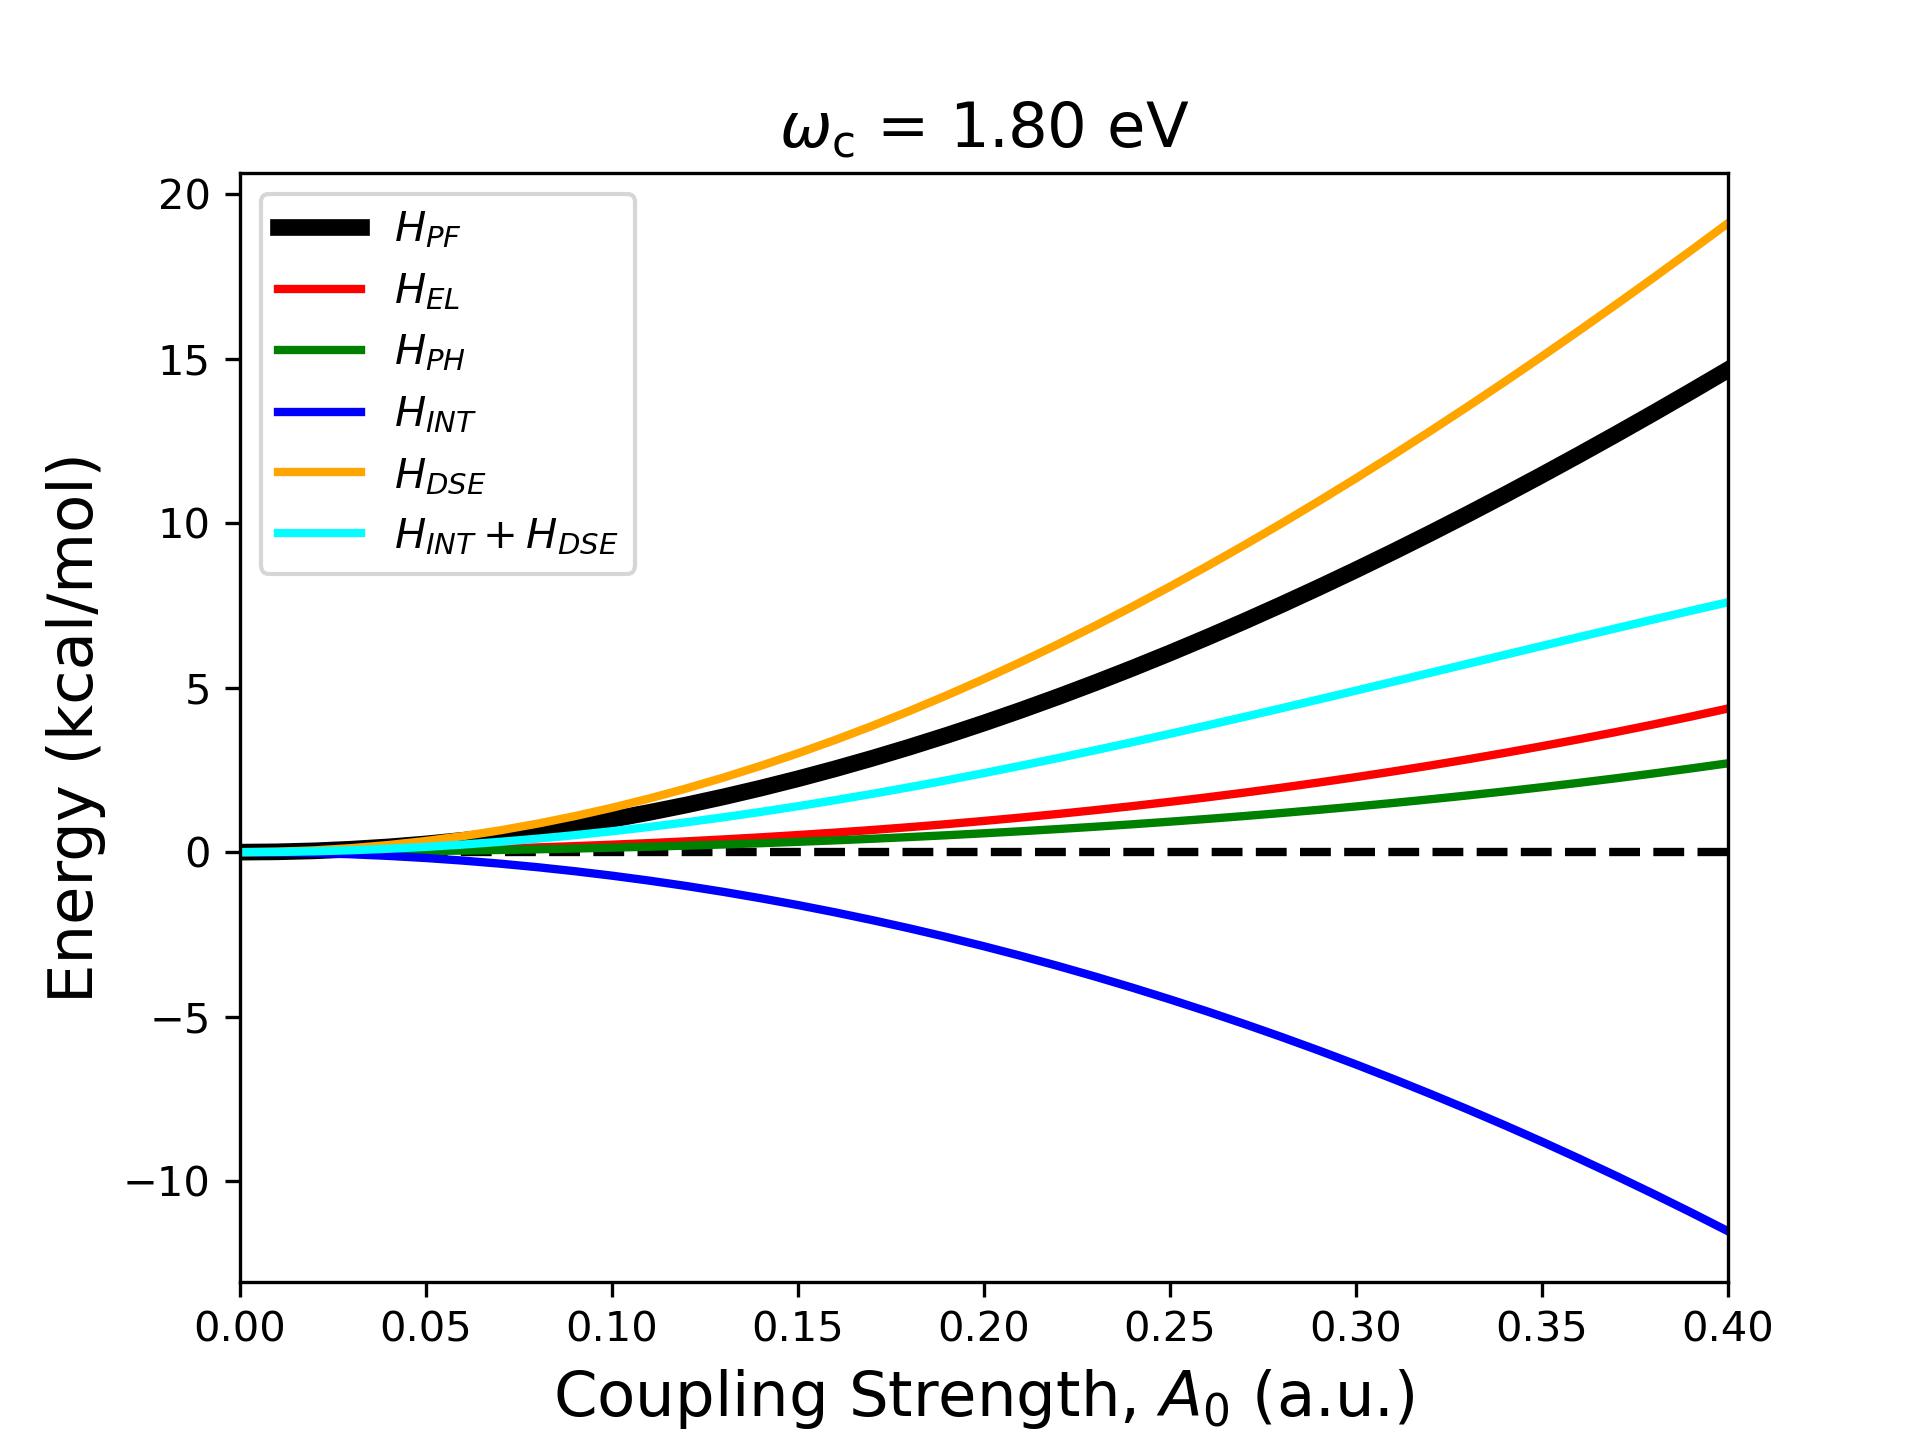 ω_c = 1.80 eV
20
15
10
5
0
−5
−10
H_PF
H_EL
H_PH
H_INT
H_DSE
H_INT + H_DSE
Energy (kcal/mol)
0.00 0.05 0.10 0.15 0.20 0.25 0.30 0.35 0.40
Coupling Strength, A_0 (a.u.)